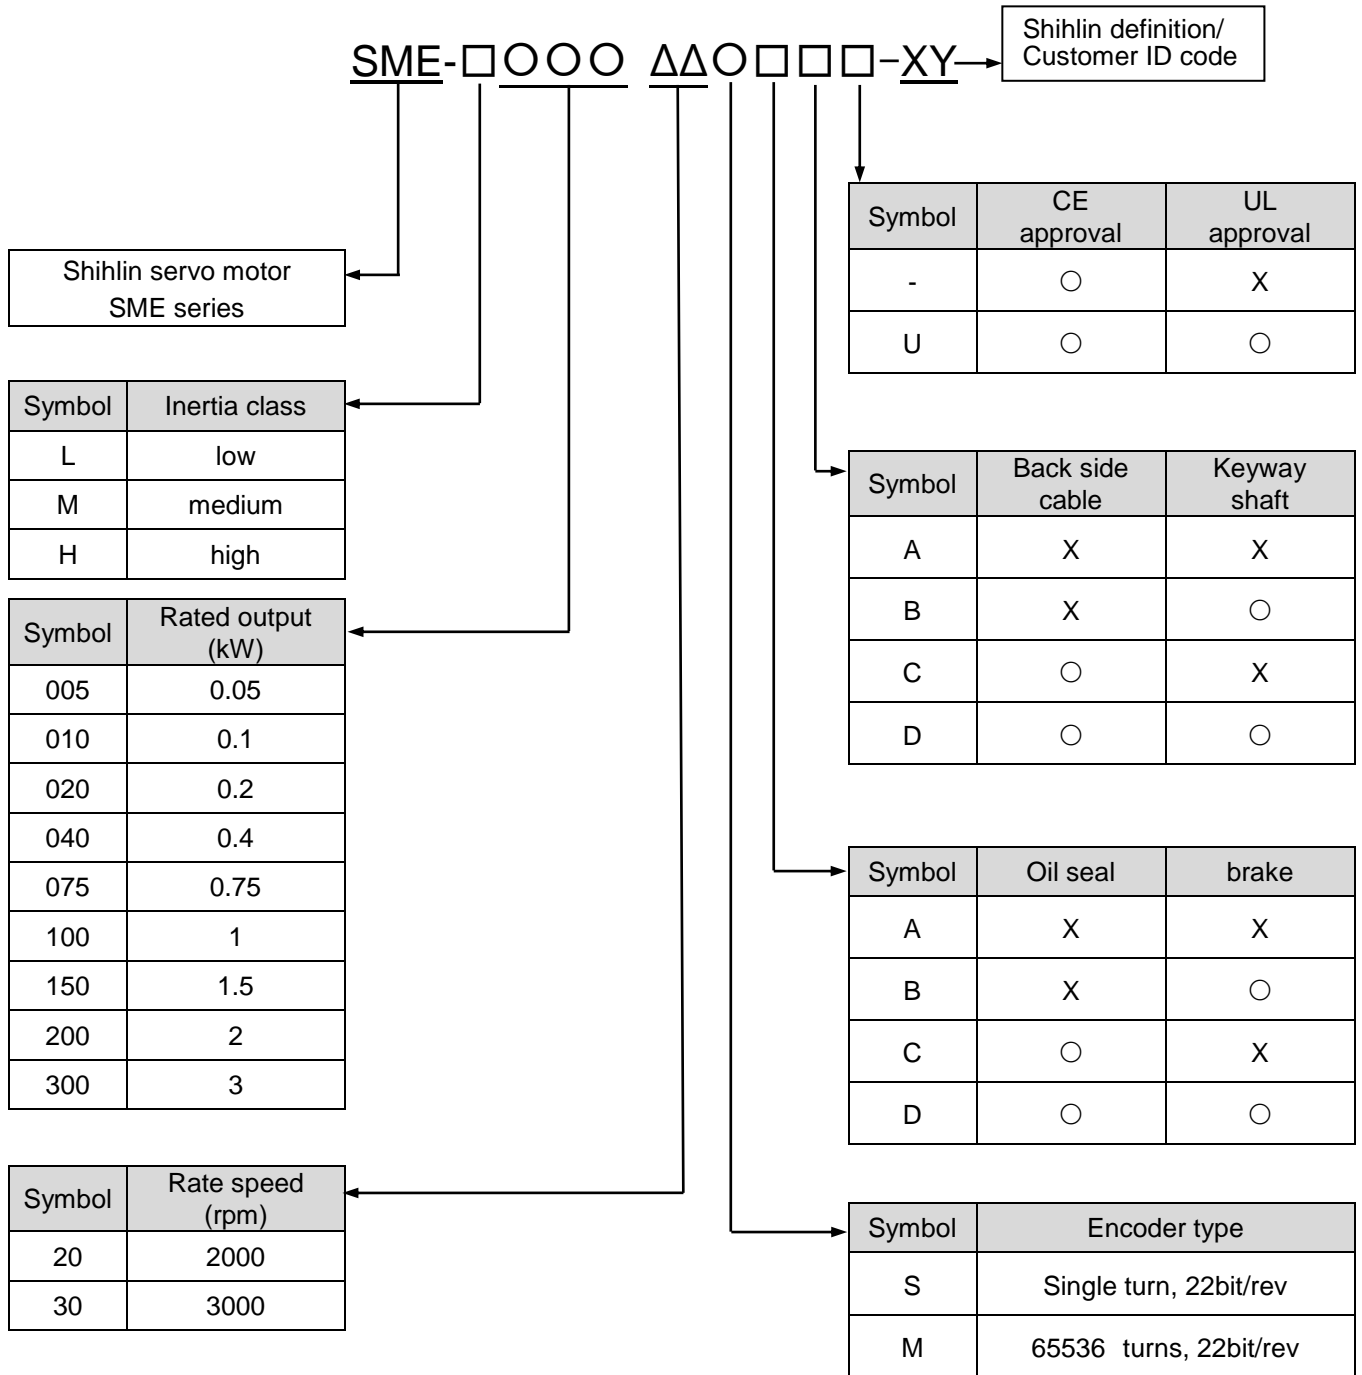 SME-□○○○ ΔΔ○□□□-XY
Shihlin definition/
Customer ID code
Shihlin servo motor
SME series
Symbol Inertia class
L low
M medium
H high
Symbol Rated output
(kW)
005 0.05
010 0.1
020 0.2
040 0.4
075 0.75
100 1
150 1.5
200 2
300 3
Symbol Rate speed
(rpm)
20 2000
30 3000
Symbol CE
approval UL
approval
- ○ X
U ○ ○
Symbol Back side
cable Keyway
shaft
A X X
B X ○
C ○ X
D ○ ○
Symbol Oil seal brake
A X X
B X ○
C ○ X
D ○ ○
Symbol Encoder type
S Single turn, 22bit/rev
M 65536 turns, 22bit/rev